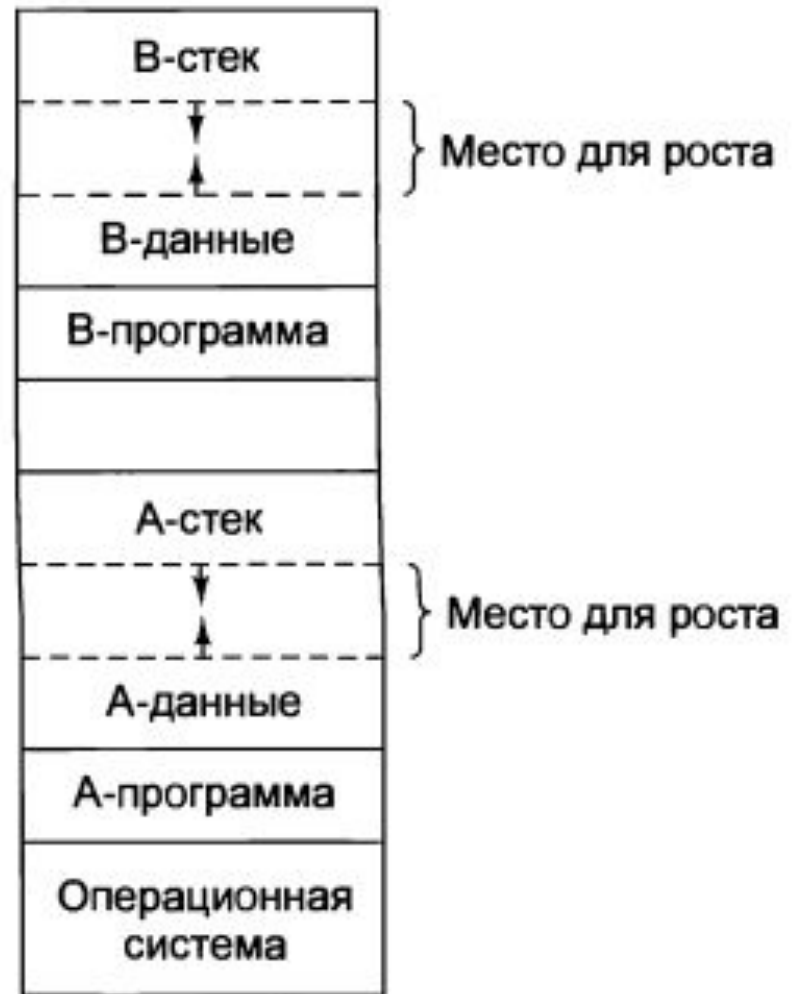 В-стек
Место для роста
В-данные
В-программа
А-стек
Место для роста
А-данные
А-программа
Операционная
система